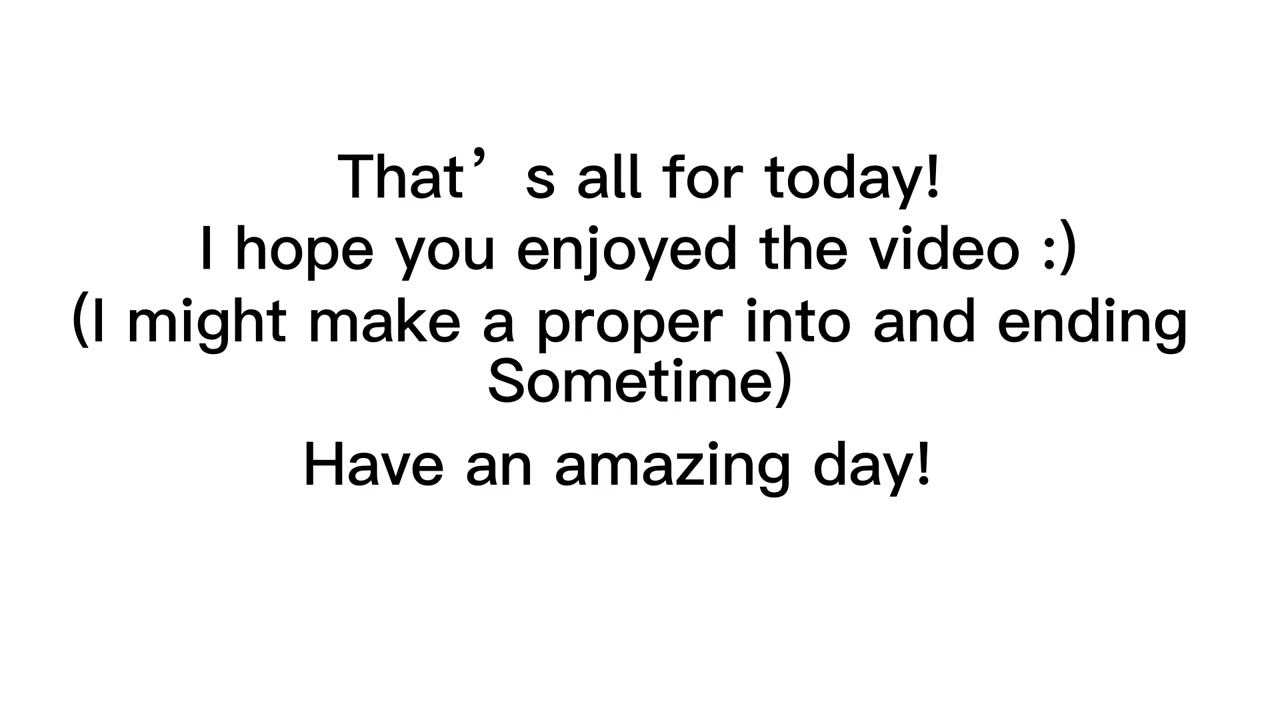 That’s all for today!
I hope you enjoyed the video :)
(I might make a proper into and ending
Sometime)
Have an amazing day!